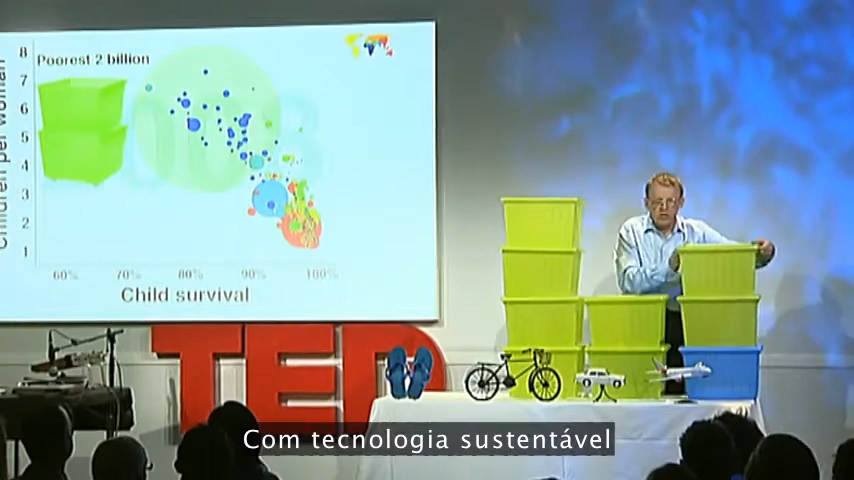 Poorest 2 billion
8
7
6
5
4
3
2
1
Children per woman
60% 70% 80% 90% 100%
Child survival
TED
Com tecnologia sustentável